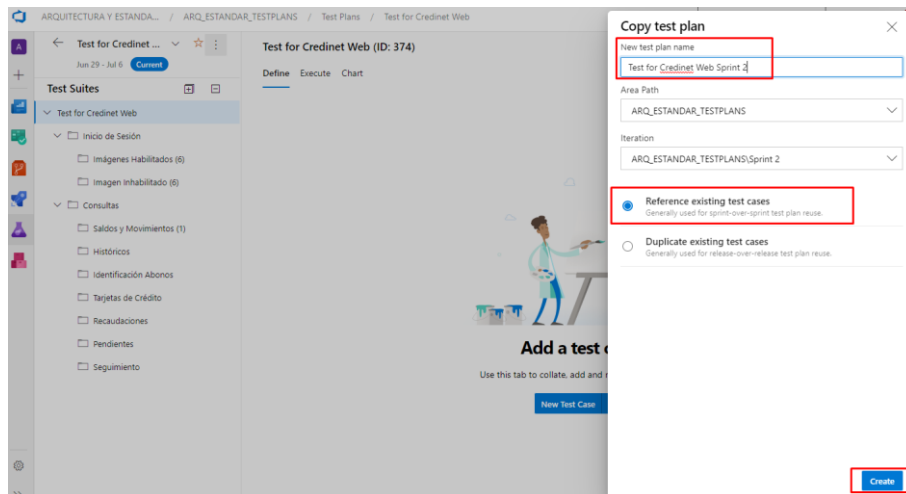 ARQUITECTURA Y ESTANDA... / ARQ_ESTANDAR_TESTPLANS / Test Plans / Test for Credinet Web
A
Test for Credinet ...
Jun 29 - Jul 6 Current
Test Suites
Test for Credinet Web
Inicio de Sesión
Imágenes Habilitados (6)
Imagen Inhabilitado (6)
Consultas
Saldos y Movimientos (1)
Históricos
Identificación Abonos
Tarjetas de Crédito
Recaudaciones
Pendientes
Seguimiento
Test for Credinet Web (ID: 374)
Define Execute Chart
Add a test
Use this tab to collate, add and
New Test Case
Copy test plan
New test plan name
Test for Credinet Web Sprint 2
Area Path
ARQ_ESTANDAR_TESTPLANS
Iteration
ARQ_ESTANDAR_TESTPLANS\Sprint 2
Reference existing test cases
Generally used for sprint-over-sprint test plan reuse.
Duplicate existing test cases
Generally used for release-over-release test plan reuse.
Create